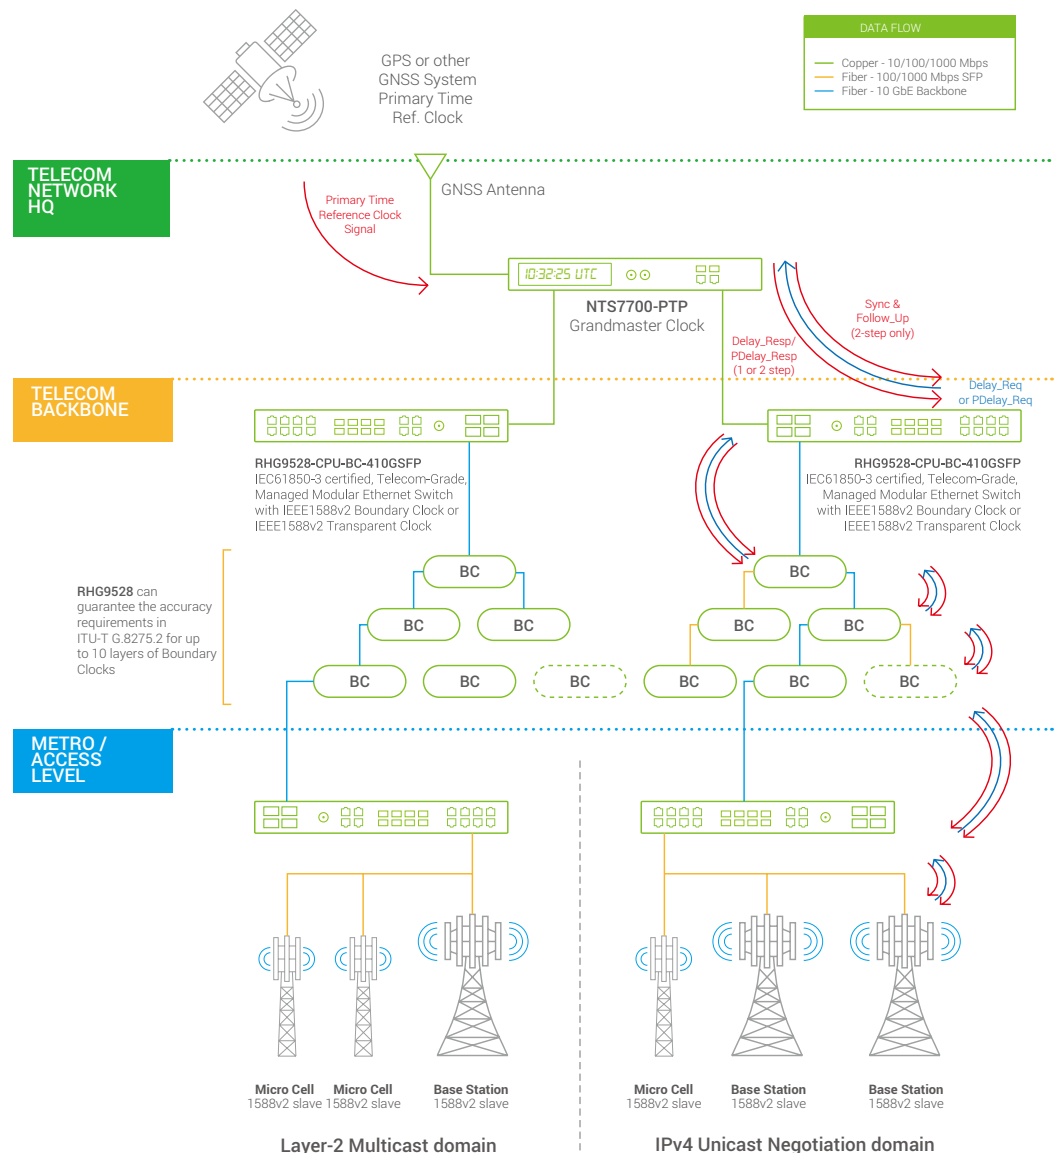 DATA FLOW
Copper - 10/100/1000 Mbps
Fiber - 100/1000 Mbps SFP
Fiber - 10 GbE Backbone
GPS or other
GNSS System
Primary Time
Ref. Clock
TELECOM
NETWORK
HQ
GNSS Antenna
Primary Time
Reference Clock
Signal
10:32:25 UTC
NTS7700-PTP
Grandmaster Clock
Sync &
Follow_Up
(2-step only)
Delay_Resp/
PDelay_Resp
(1 or 2 step)
Delay_Req
or PDelay_Req
TELECOM
BACKBONE
RHG9528-CPU-BC-410GSFP
IEC61850-3 certified, Telecom-Grade,
Managed Modular Ethernet Switch
with IEEE1588v2 Boundary Clock or
IEEE1588v2 Transparent Clock
RHG9528-CPU-BC-410GSFP
IEC61850-3 certified, Telecom-Grade,
Managed Modular Ethernet Switch
with IEEE1588v2 Boundary Clock or
IEEE1588v2 Transparent Clock
RHG9528 can
guarantee the accuracy
requirements in
ITU-T G.8275.2 for up
to 10 layers of Boundary
Clocks
BC
BC
BC BC
BC BC
BC BC BC
BC BC BC
METRO /
ACCESS
LEVEL
Micro Cell
1588v2 slave
Micro Cell
1588v2 slave
Base Station
1588v2 slave
Micro Cell
1588v2 slave
Base Station
1588v2 slave
Base Station
1588v2 slave
Layer-2 Multicast domain
IPv4 Unicast Negotiation domain